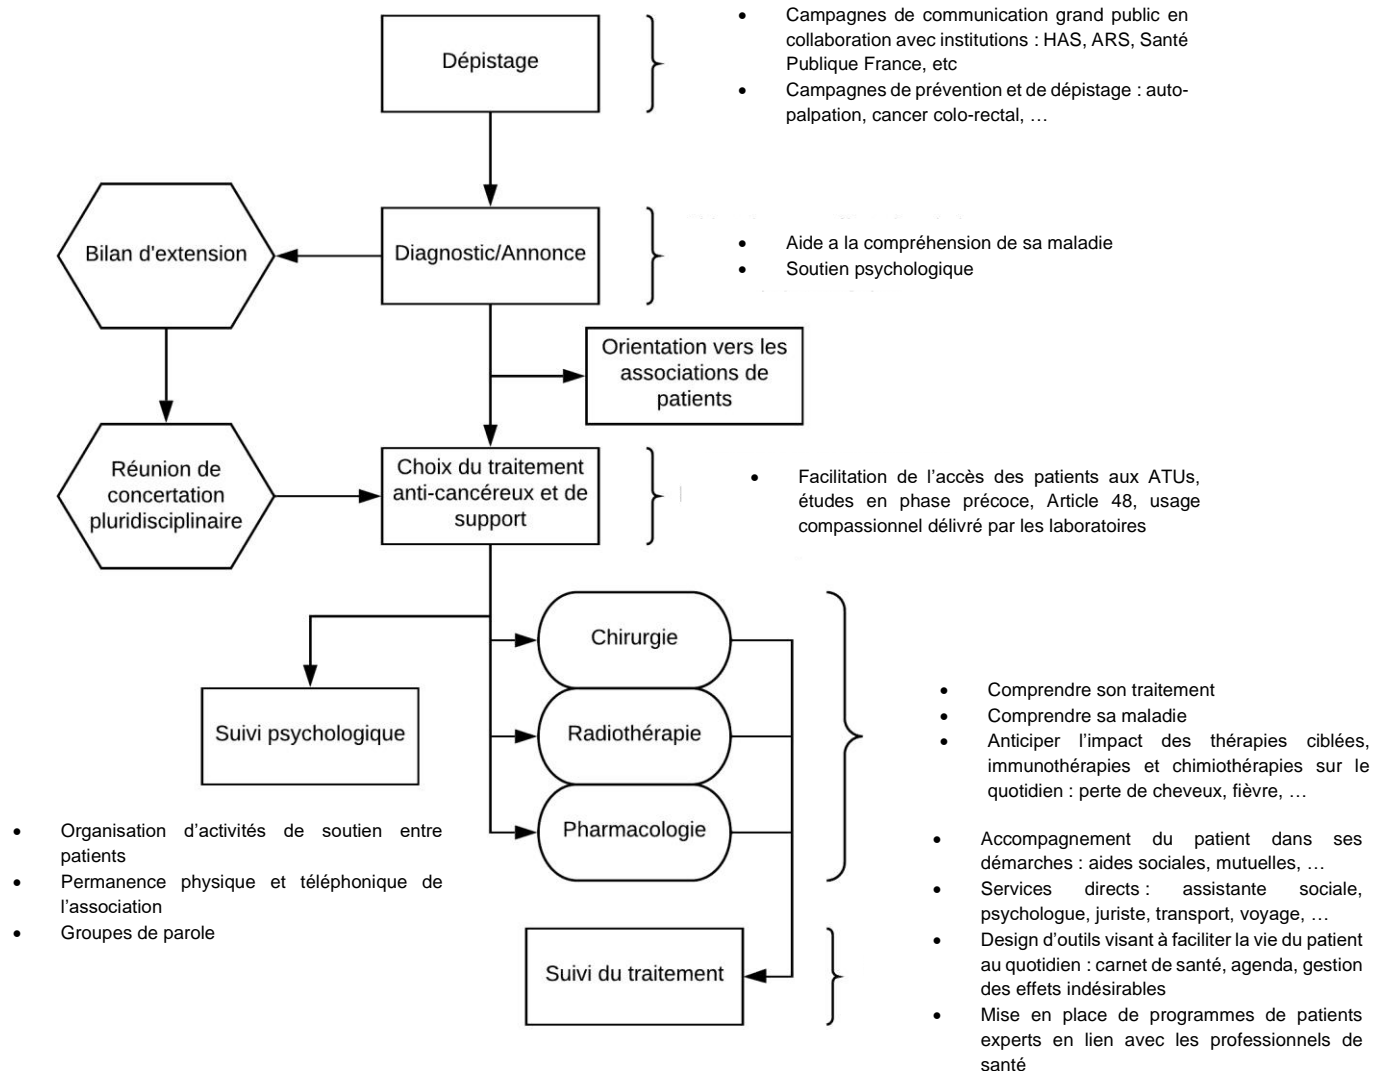 Dépistage
• Campagnes de communication grand public en
collaboration avec institutions : HAS, ARS, Santé
Publique France, etc
• Campagnes de prévention et de dépistage : auto-
palpation, cancer colo-rectal, …
Bilan d'extension
Diagnostic/Annonce
• Aide a la compréhension de sa maladie
• Soutien psychologique
Orientation vers les
associations de
patients
Réunion de
concertation
pluridisciplinaire
Choix du traitement
anti-cancéreux et de
support
• Facilitation de l’accès des patients aux ATUs,
études en phase précoce, Article 48, usage
compassionnel délivré par les laboratoires
Chirurgie
Suivi psychologique
Radiothérapie
Pharmacologie
• Comprendre son traitement
• Comprendre sa maladie
• Anticiper l’impact des thérapies ciblées,
immunothérapies et chimiothérapies sur le
quotidien : perte de cheveux, fièvre, …
• Organisation d’activités de soutien entre
patients
• Permanence physique et téléphonique de
l’association
• Groupes de parole
Suivi du traitement
• Accompagnement du patient dans ses
démarches : aides sociales, mutuelles, …
• Services directs : assistante sociale,
psychologue, juriste, transport, voyage, …
• Design d’outils visant à faciliter la vie du patient
au quotidien : carnet de santé, agenda, gestion
des effets indésirables
• Mise en place de programmes de patients
experts en lien avec les professionnels de
santé